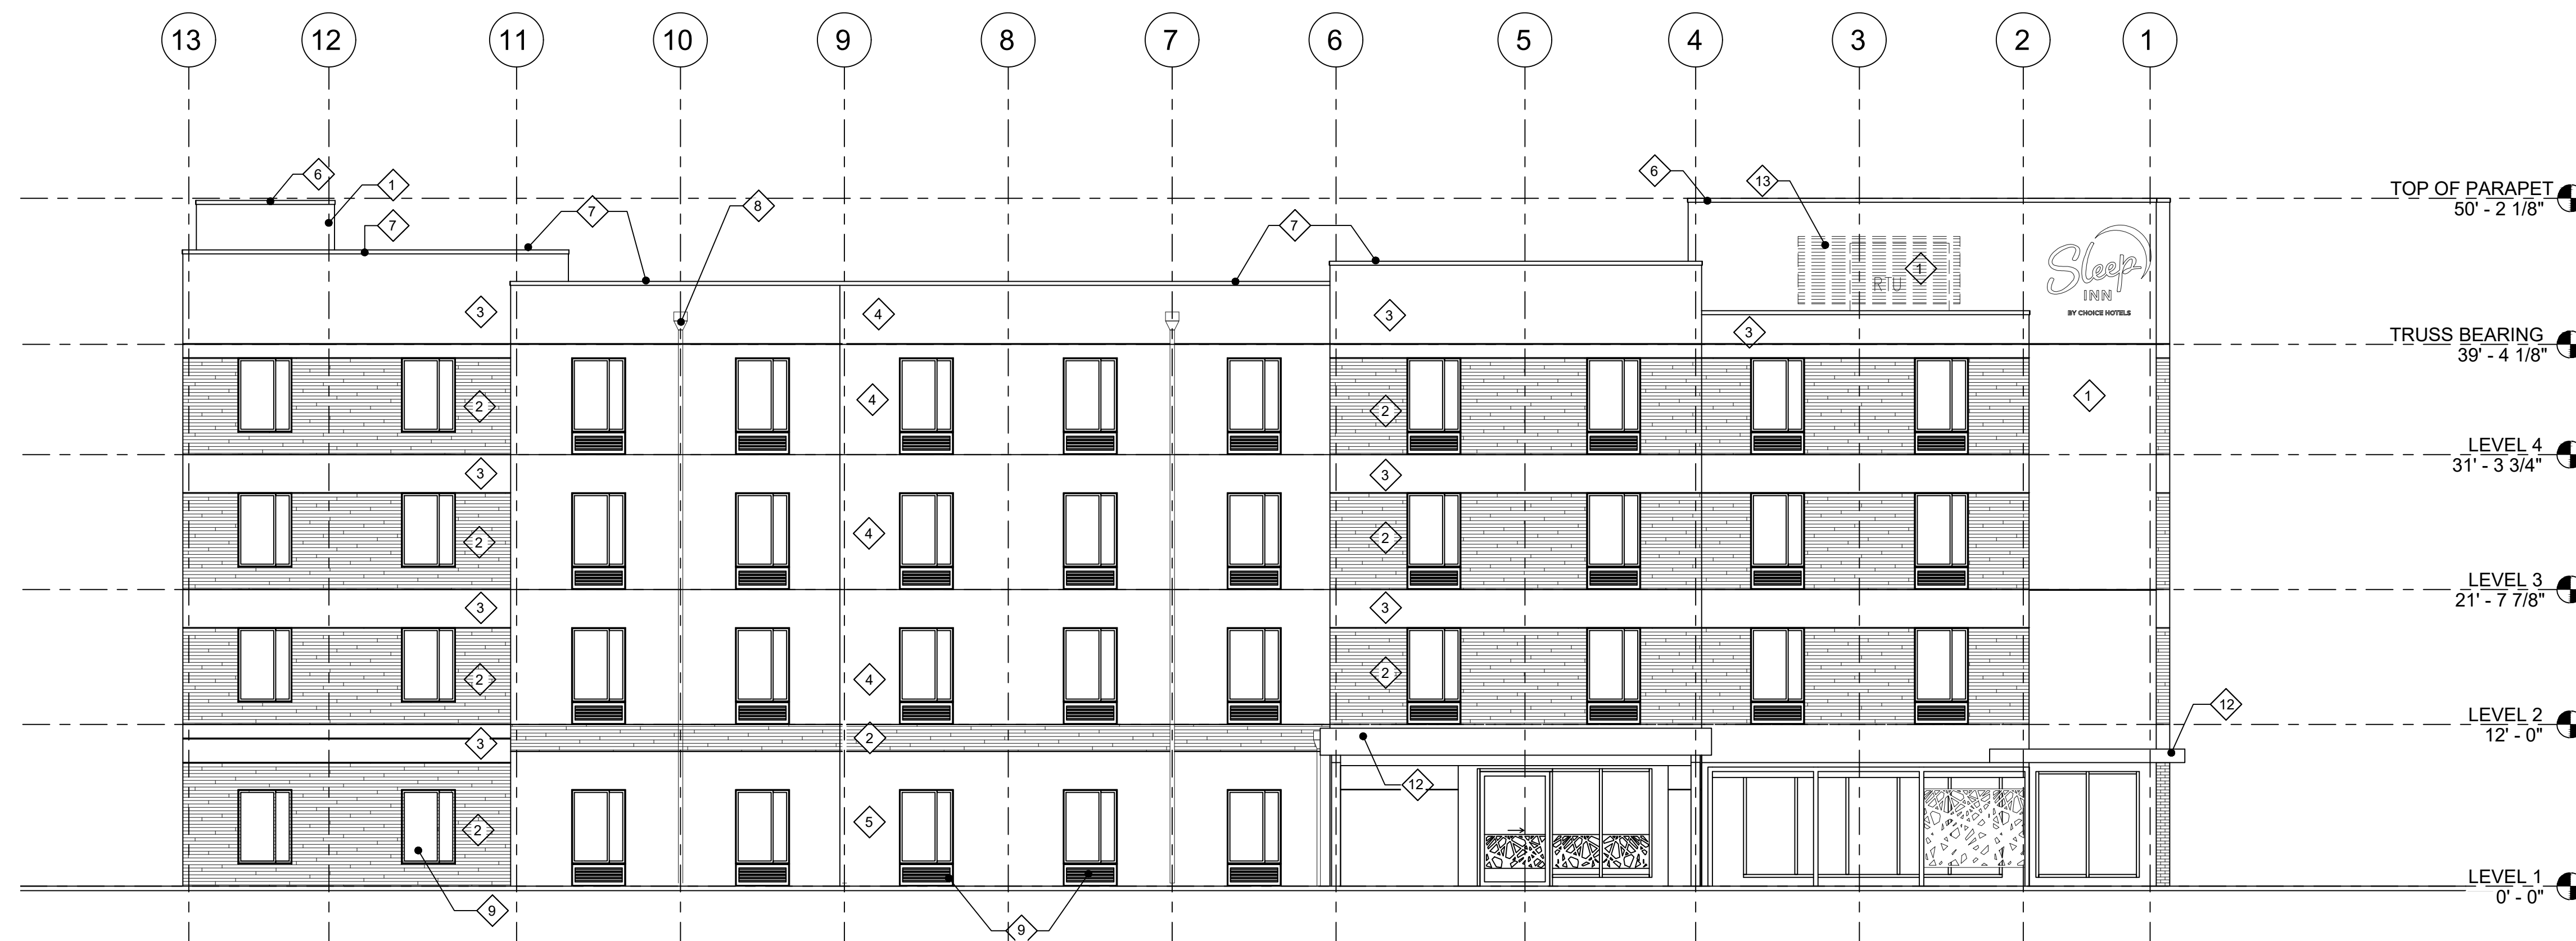 13 12 11 10 9 8 7 6 5 4 3 2 1
6
1
7
7
8
7
6
13
TOP OF PARAPET
50' - 2 1/8"
1
RTU
Sleep
INN
BY CHOICE HOTELS
3
4
3
3
TRUSS BEARING
39' - 4 1/8"
2
4
2
1
LEVEL 4
31' - 3 3/4"
3
3
2
4
2
LEVEL 3
21' - 7 7/8"
3
3
2
4
2
12
LEVEL 2
12' - 0"
3
2
12
2
5
LEVEL 1
0' - 0"
9
9